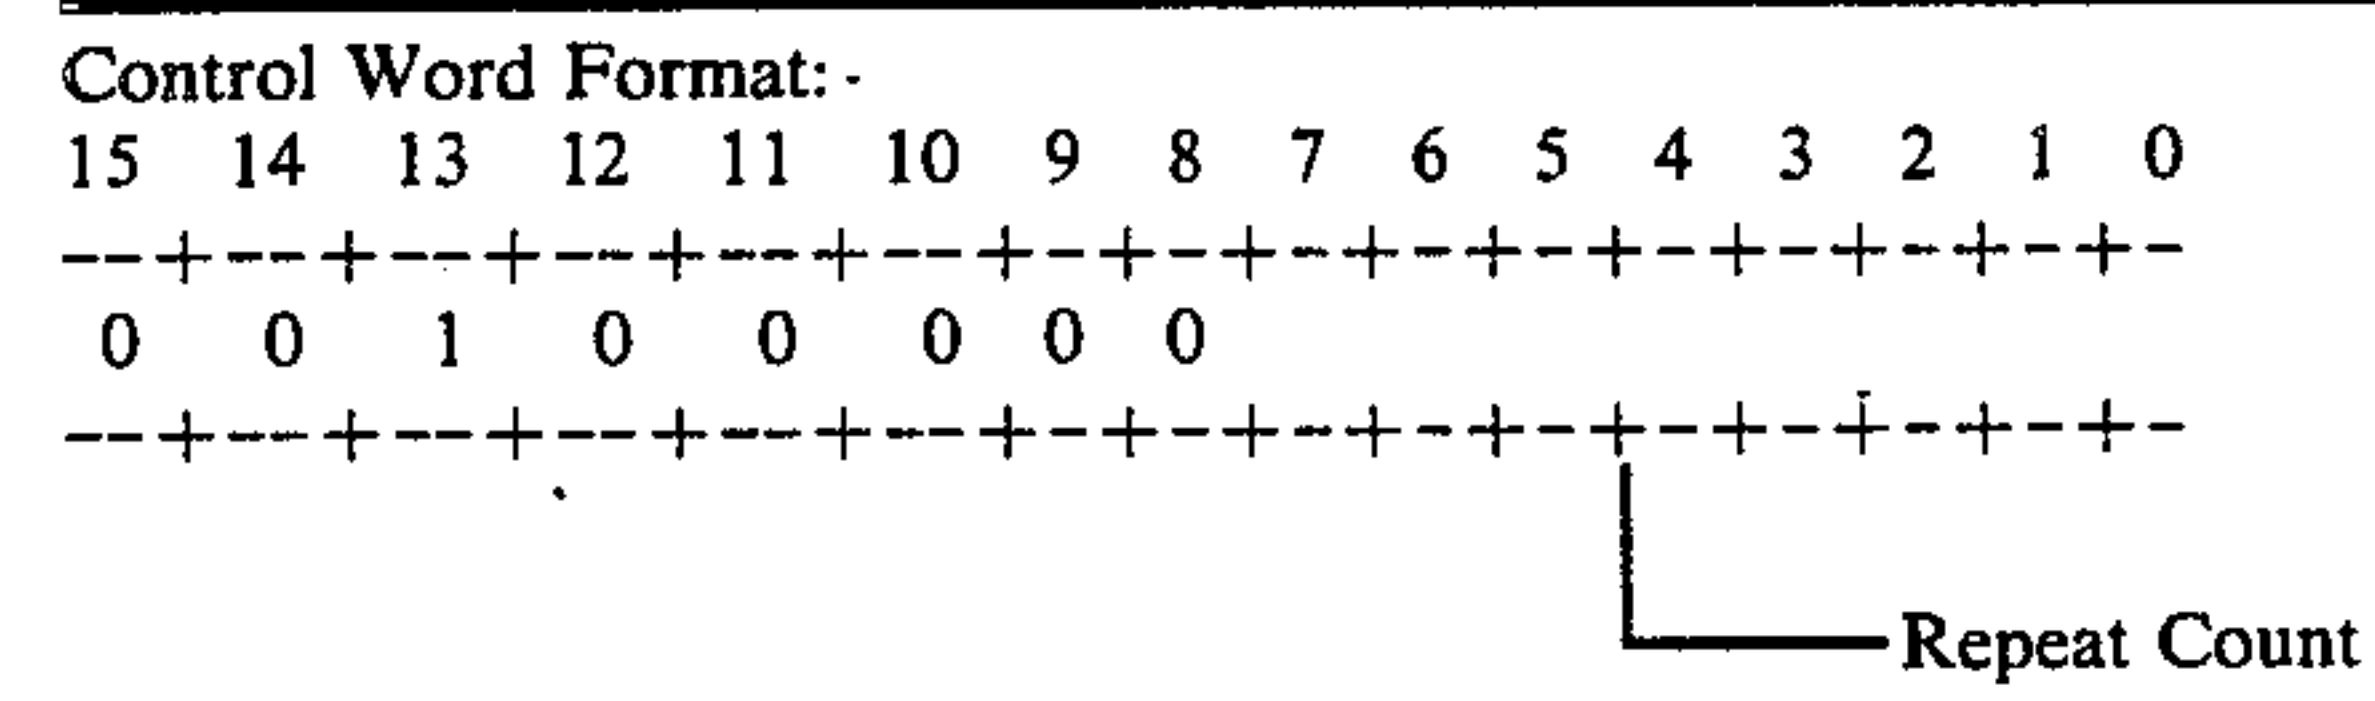 Control Word Format:-
15 14 13 12 11 10 9 8 7 6 5 4 3 2 1 0
--+--+--+--+--+--+-+-+-+-+-+-+-+-+-+-
0 0 1 0 0 0 0 0
--+--+--+--+--+--+-+-+-+-+-+-+-+-+-+-
Repeat Count